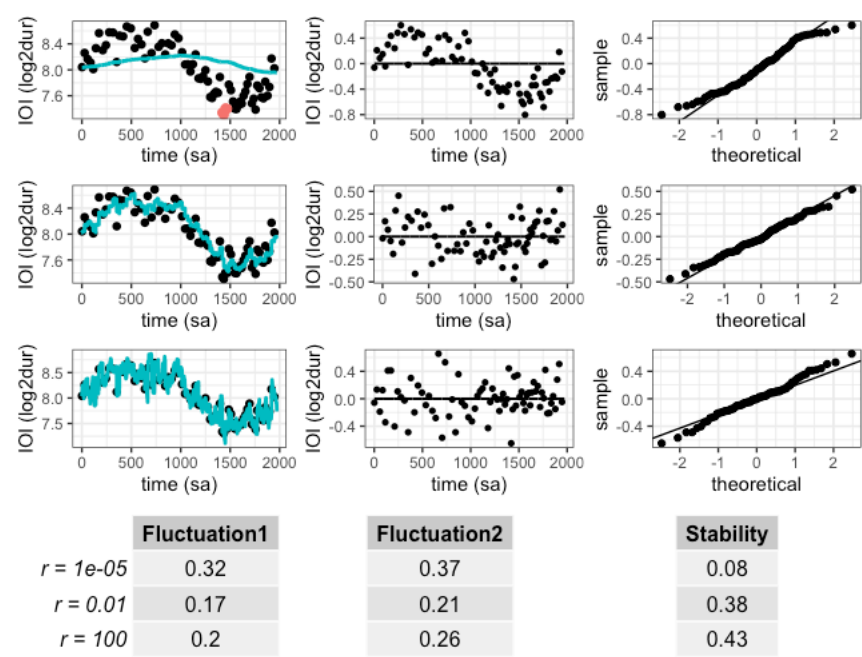 IOI (log2dur) 8.4 8.0 7.6
0 500 1000 1500 2000
time (sa)
IOI (log2dur) 0.4 0.0 -0.4 -0.8
0 500 1000 1500 2000
time (sa)
sample 0.4 0.0 -0.4 -0.8
-2 -1 0 1 2
theoretical
IOI (log2dur) 8.4 8.0 7.6
0 500 1000 1500 2000
time (sa)
IOI (log2dur) 0.50 0.25 0.00 -0.25 -0.50
0 500 1000 1500 2000
time (sa)
sample 0.50 0.25 0.00 -0.25 -0.50
-2 -1 0 1 2
theoretical
IOI (log2dur) 8.5 8.0 7.5
0 500 1000 1500 2000
time (sa)
IOI (log2dur) 0.4 0.0 -0.4
0 500 1000 1500 2000
time (sa)
sample 0.4 0.0 -0.4
-2 -1 0 1 2
theoretical
Fluctuation1 Fluctuation2 Stability
r = 1e-05 0.32 0.37 0.08
r = 0.01 0.17 0.21 0.38
r = 100 0.2 0.26 0.43